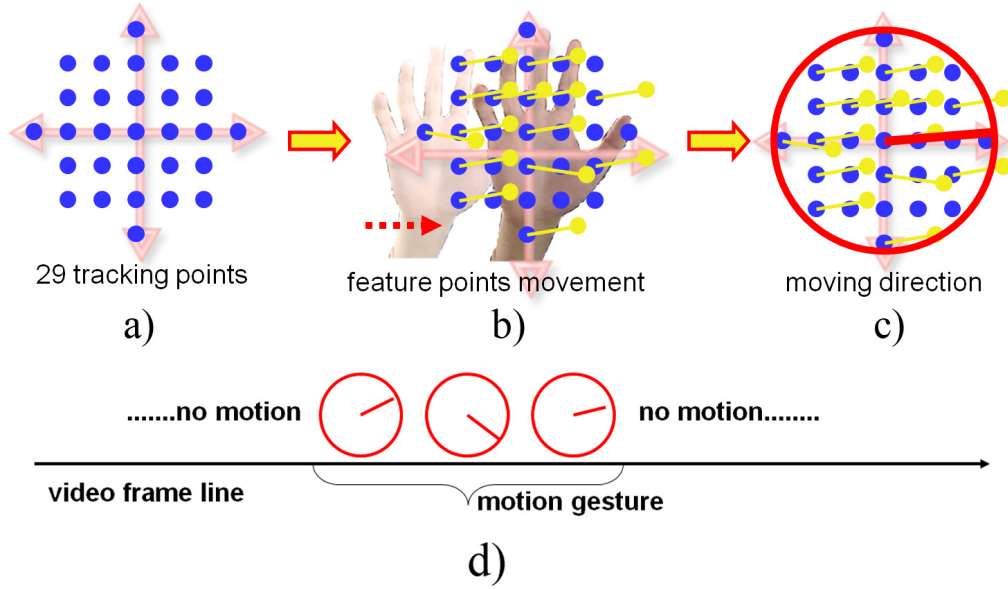 29 tracking points
feature points movement
moving direction
a)
b)
c)
.......no motion
no motion........
video frame line
motion gesture
d)